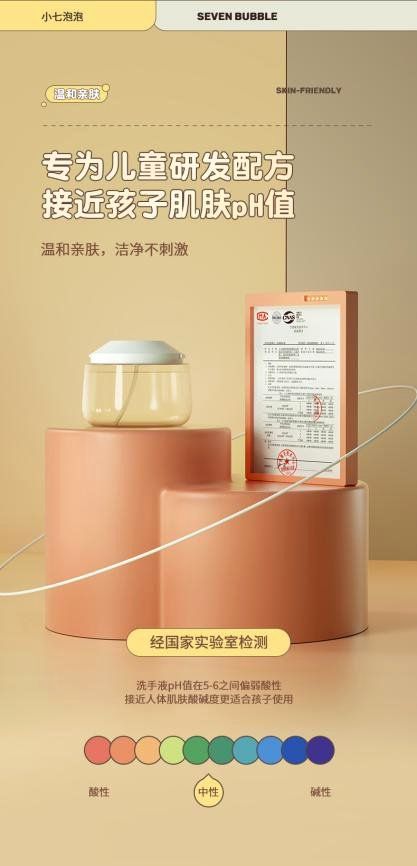 小七泡泡
SEVEN BUBBLE
温和亲肤
SKIN-FRIENDLY
专为儿童研发配方
接近孩子肌肤pH值
温和亲肤，洁净不刺激
经国家实验室检测
洗手液pH值在5-6之间偏弱酸性
接近人体肌肤酸碱度更适合孩子使用
酸性
中性
碱性